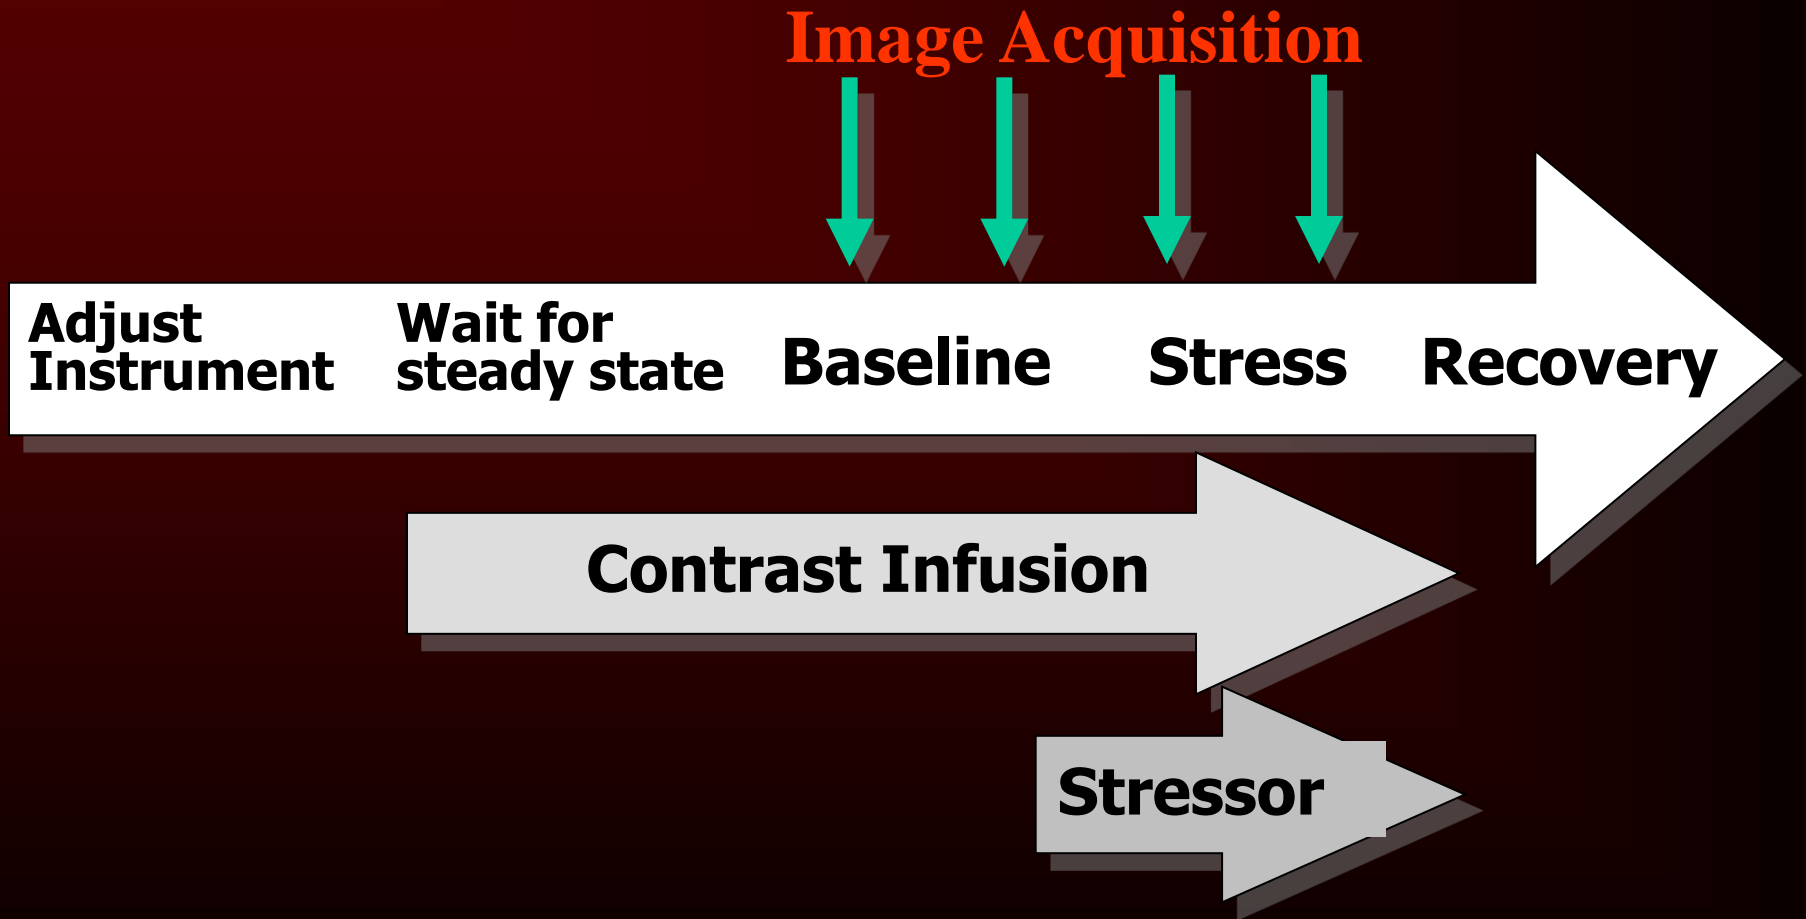 Image Acquisition
Adjust
Instrument
Wait for
steady state
Baseline
Stress
Recovery
Contrast Infusion
Stressor